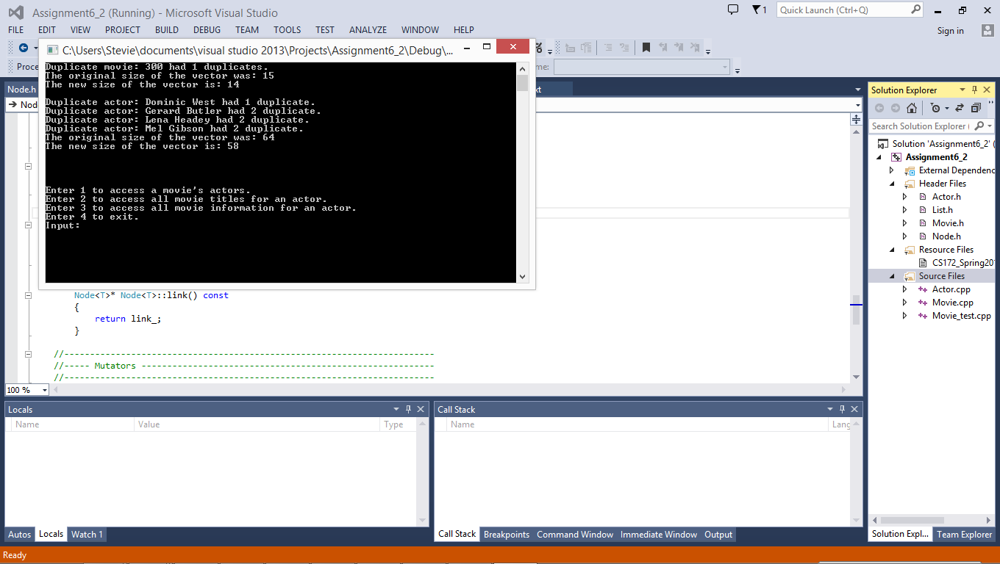 Assignment6_2 (Running) - Microsoft Visual Studio
1
Quick Launch (Ctrl+Q)
FILE EDIT VIEW PROJECT BUILD DEBUG TEAM TOOLS TEST ANALYZE WINDOW HELP
Sign in
C:\Users\Stevie\documents\visual studio 2013\Projects\Assignment6_2\Debug\...
Duplicate movie: 300 had 1 duplicates.
The original size of the vector was: 15
The new size of the vector is: 14
Duplicate actor: Dominic West had 1 duplicate.
Duplicate actor: Gerard Butler had 2 duplicate.
Duplicate actor: Lena Headey had 2 duplicate.
Duplicate actor: Mel Gibson had 2 duplicate.
The original size of the vector was: 64
The new size of the vector is: 58
Enter 1 to access a movie's actors.
Enter 2 to access all movie titles for an actor.
Enter 3 to access all movie information for an actor.
Enter 4 to exit.
Input:
Proce
me:
Node.h
xt
Nod
Node<T>* Node<T>::link() const
{
return link_;
}
//-------------------------------------------------------------------------
//----- Mutators ----------------------------------------------------------
//-------------------------------------------------------------------------
100 %
Solution Explorer
Search Solution Explorer (
Solution 'Assignment6_2' (
Assignment6_2
External Dependenc
Header Files
Actor.h
List.h
Movie.h
Node.h
Resource Files
CS172_Spring201
Source Files
Actor.cpp
Movie.cpp
Movie_test.cpp
Solution Expl... Team Explorer
Locals
Name Value Type
Autos Locals Watch 1
Call Stack
Name Lang
Call Stack Breakpoints Command Window Immediate Window Output
Ready